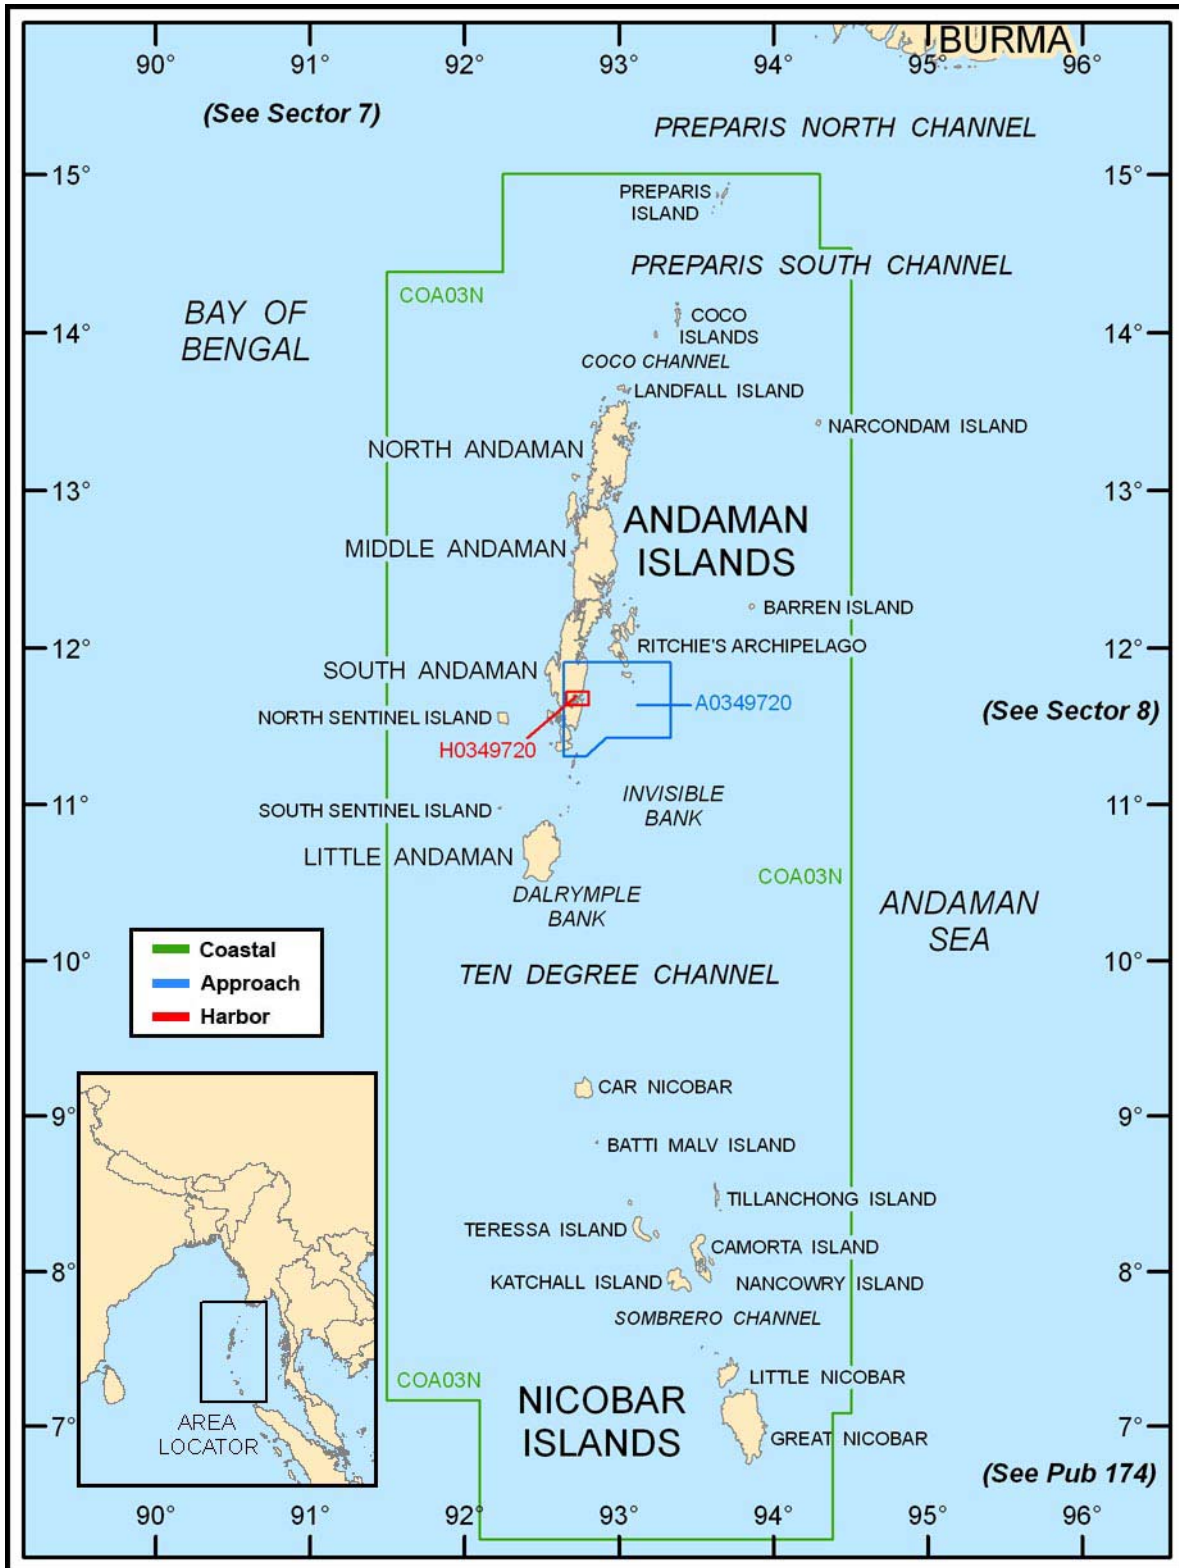 BURMA
90° 91° 92° 93° 94° 95° 96°
(See Sector 7)
PREPARIS NORTH CHANNEL
15° 15°
PREPARIS
ISLAND
PREPARIS SOUTH CHANNEL
COA03N
BAY OF
BENGAL
COCO
ISLANDS
14° 14°
COCO CHANNEL
LANDFALL ISLAND
NARCONDAM ISLAND
NORTH ANDAMAN
13° 13°
ANDAMAN
ISLANDS
MIDDLE ANDAMAN
BARREN ISLAND
12° 12°
RITCHIE'S ARCHIPELAGO
SOUTH ANDAMAN
A0349720
(See Sector 8)
NORTH SENTINEL ISLAND
H0349720
INVISIBLE
BANK
11° 11°
SOUTH SENTINEL ISLAND
LITTLE ANDAMAN
COA03N
DALRYMPLE
BANK
ANDAMAN
SEA
Coastal
Approach
Harbor
10° 10°
TEN DEGREE CHANNEL
CAR NICOBAR
9° 9°
BATTI MALV ISLAND
TILLANCHONG ISLAND
TERESSA ISLAND
CAMORTA ISLAND
8° 8°
KATCHALL ISLAND
NANCOWRY ISLAND
SOMBRERO CHANNEL
COA03N
LITTLE NICOBAR
NICOBAR
ISLANDS
7° 7°
GREAT NICOBAR
AREA
LOCATOR
(See Pub 174)
90° 91° 92° 93° 94° 95° 96°